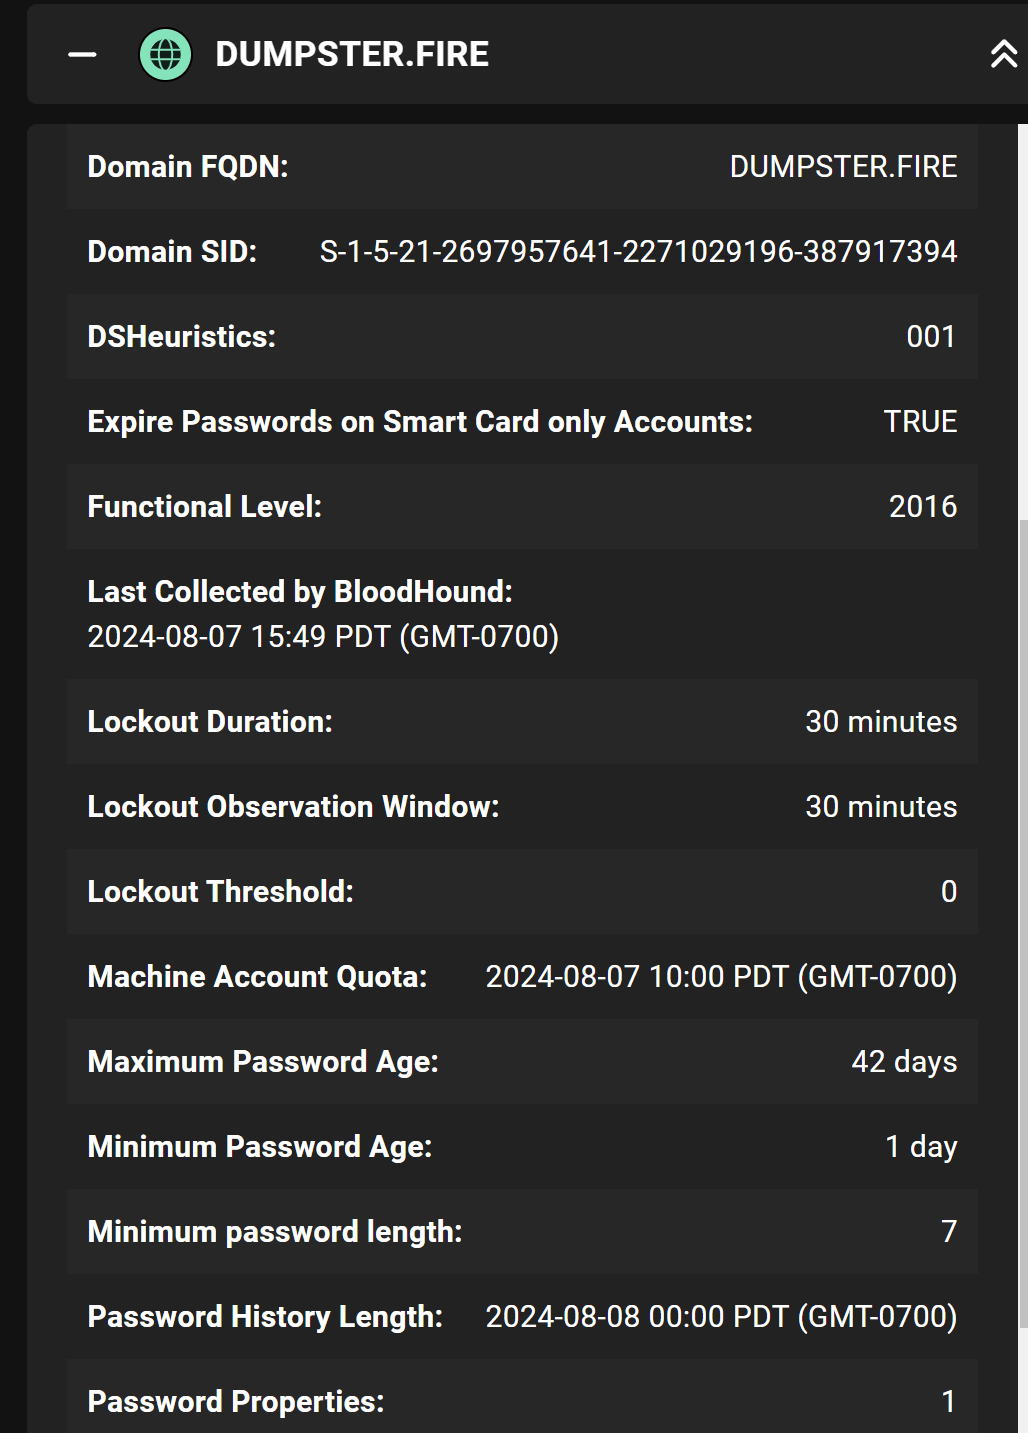 DUMPSTER.FIRE
Domain FQDN: DUMPSTER.FIRE
Domain SID: S-1-5-21-2697957641-2271029196-387917394
DSHeuristics: 001
Expire Passwords on Smart Card only Accounts: TRUE
Functional Level: 2016
Last Collected by BloodHound:
2024-08-07 15:49 PDT (GMT-0700)
Lockout Duration: 30 minutes
Lockout Observation Window: 30 minutes
Lockout Threshold: 0
Machine Account Quota: 2024-08-07 10:00 PDT (GMT-0700)
Maximum Password Age: 42 days
Minimum Password Age: 1 day
Minimum password length: 7
Password History Length: 2024-08-08 00:00 PDT (GMT-0700)
Password Properties: 1